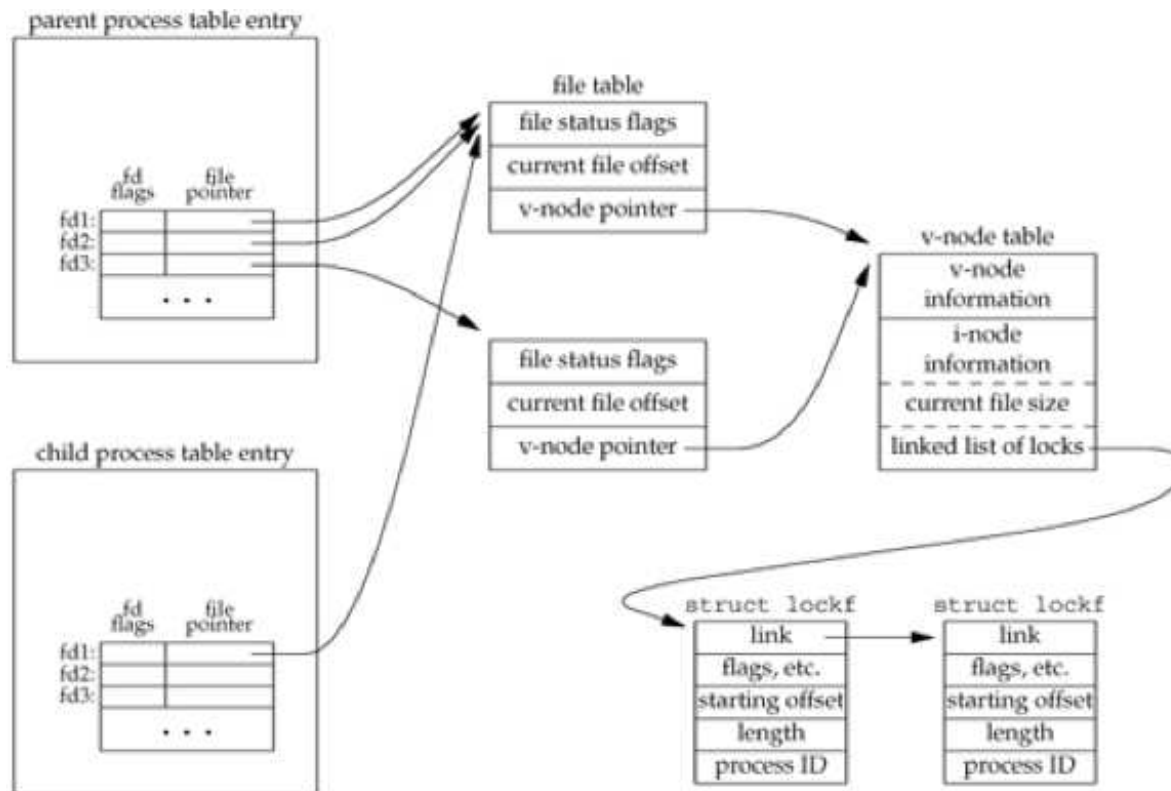 parent process table entry
fd
flags
file
pointer
fd1:
fd2:
fd3:
. . .
file table
file status flags
current file offset
v-node pointer
file status flags
current file offset
v-node pointer
v-node table
v-node
information
i-node
information
current file size
linked list of locks
child process table entry
fd
flags
file
pointer
fd1:
fd2:
fd3:
. . .
struct lockf
link
flags, etc.
starting offset
length
process ID
struct lockf
link
flags, etc.
starting offset
length
process ID